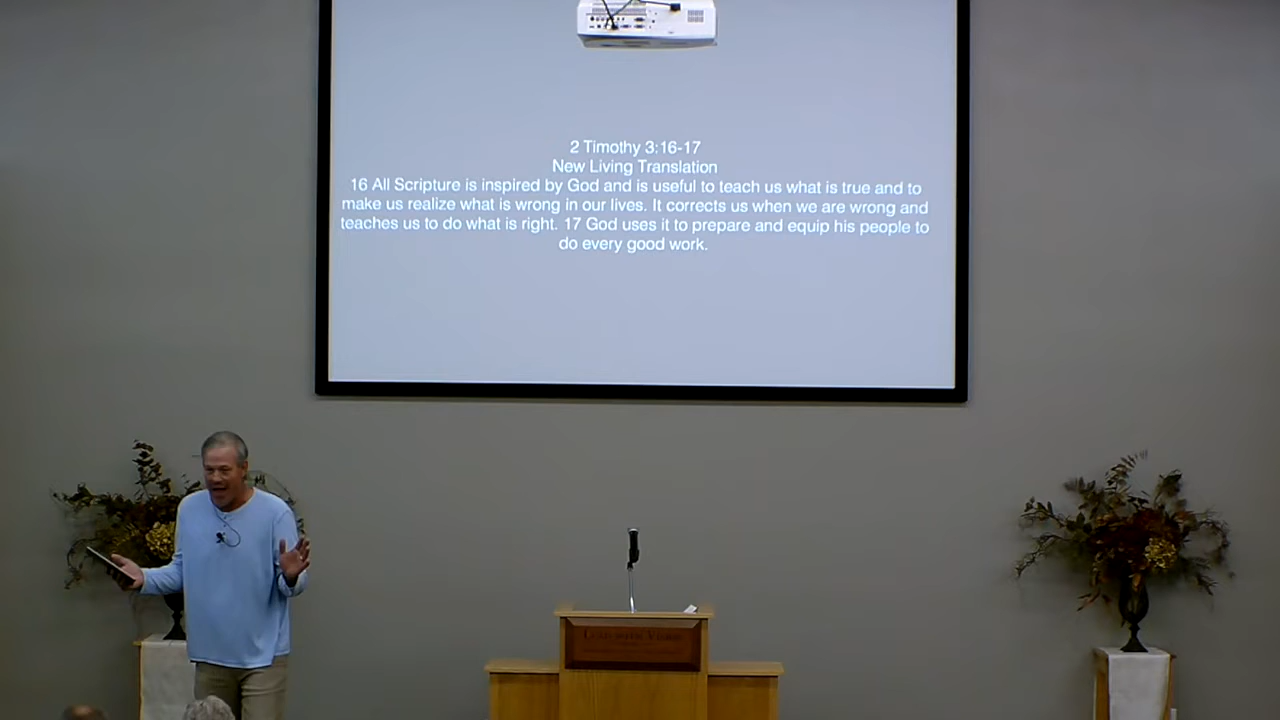 2 Timothy 3:16-17
New Living Translation
16 All Scripture is inspired by God and is useful to teach us what is true and to
make us realize what is wrong in our lives. It corrects us when we are wrong and
teaches us to do what is right. 17 God uses it to prepare and equip his people to
do every good work.